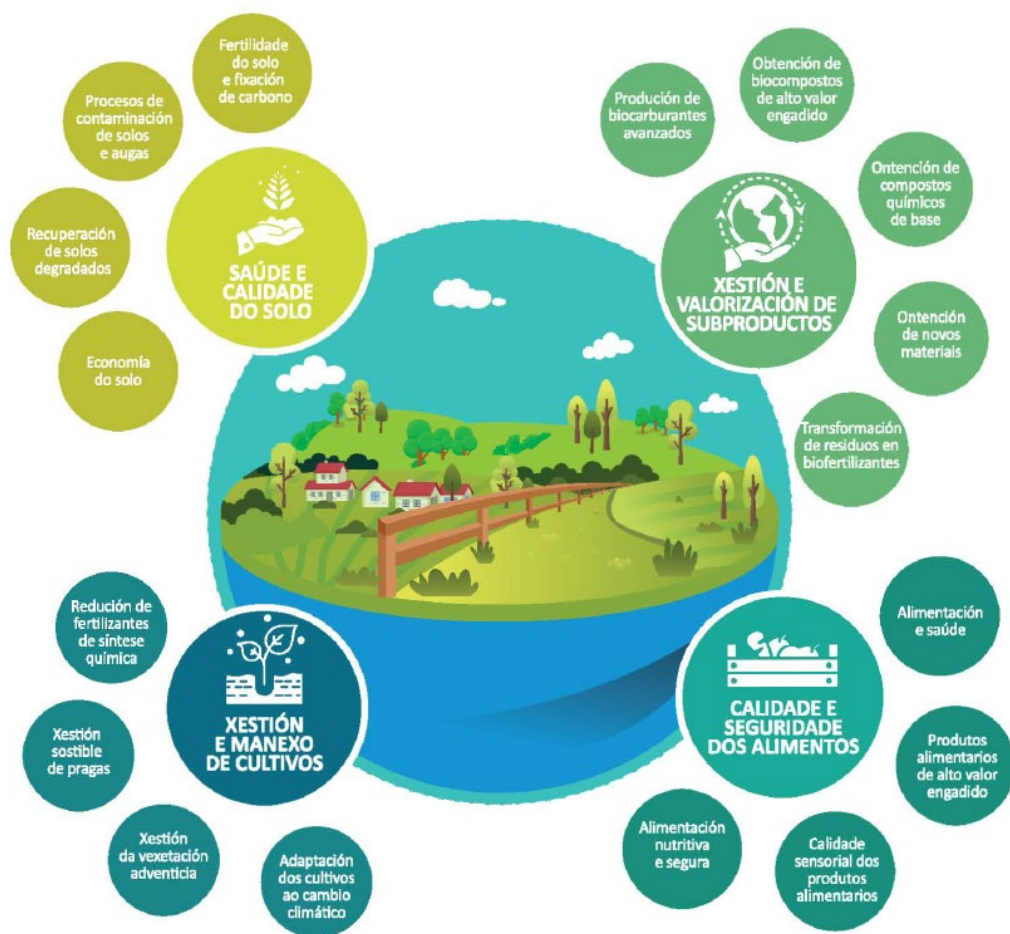 Fertilidade
do solo
e fixación
de carbono
Procesos de
contaminación
de solos
e augas
Recuperación
de solos
degradados
Economía
do solo
SAÚDE E
CALIDADE
DO SOLO
Obtención de
biocompostos
de alto valor
engadido
Produción de
biocarburantes
avanzados
Ontención de
compostos
químicos
de base
Ontención
de novos
materiais
Transformación
de residuos en
biofertilizantes
XESTIÓN E
VALORIZACIÓN DE
SUBPRODUCTOS
Redución de
fertilizantes
de síntese
química
Xestión
sostible
de pragas
Xestión
da vexetación
adventicia
Adaptación
dos cultivos
ao cambio
climático
XESTIÓN
E MANEXO
DE CULTIVOS
CALIDADE E
SEGURIDADE
DOS ALIMENTOS
Alimentación
e saúde
Produtos
alimentarios
de alto valor
engadido
Calidade
sensorial dos
produtos
alimentarios
Alimentación
nutritiva
e segura